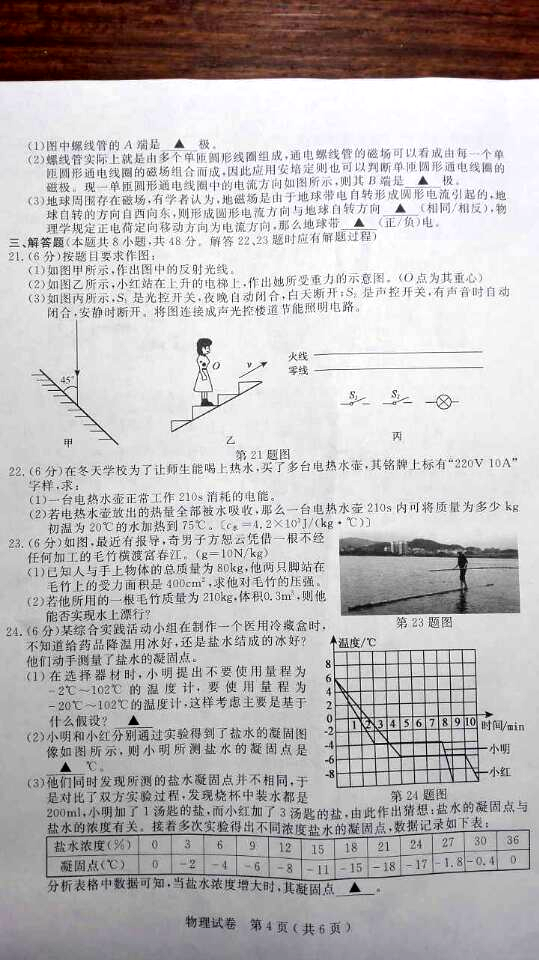 (1)图中螺线管的 A 端是 ▲ 极。
(2)螺线管实际上就是由多个单匝圆形线圈组成,通电螺线管的磁场可以看成由每一个单
匝圆形通电线圈的磁场组合而成,因此应用安培定则也可以判断单匝圆形通电线圈的
磁极。现一单匝圆形通电线圈中的电流方向如图所示,则其 B 端是 ▲ 极。
(3)地球周围存在磁场,有学者认为,地磁场是由于地球带电自转形成圆形电流引起的,地
球自转的方向自西向东,则形成圆形电流方向与地球自转方向 ▲ (相同/相反),物
理学规定正电荷定向移动方向为电流方向,那么地球带 ▲ (正/负)电。
三、解答题(本题共 8 小题,共 48 分。解答 22、23 题时应有解题过程)
21.(6 分)按题目要求作图:
(1)如图甲所示,作出图中的反射光线。
(2)如图乙所示,小红站在上升的电梯上,作出她所受重力的示意图。(O 点为其重心)
(3)如图丙所示,S₁ 是光控开关,夜晚自动闭合,白天断开;S₂ 是声控开关,有声音时自动
闭合,安静时断开。将图连接成声光控楼道节能照明电路。
45°
O
v
火线
零线
S₁ S₂
甲 乙 丙
第 21 题图
22.(6 分)在冬天学校为了让师生能喝上热水,买了多台电热水壶,其铭牌上标有“220V 10A”
字样,求:
(1)一台电热水壶正常工作 210s 消耗的电能。
(2)若电热水壶放出的热量全部被水吸收,那么一台电热水壶 210s 内可将质量为多少 kg
初温为 20℃的水加热到 75℃。〔c水=4.2×10³J/(kg·℃)〕
23.(6 分)如图,最近有报导,奇男子方恕云凭借一根不经
任何加工的毛竹横渡富春江。(g=10N/kg)
(1)已知人与手上物体的总质量为 80kg,他两只脚站在
毛竹上的受力面积是 400cm²,求他对毛竹的压强。
(2)若他所用的一根毛竹质量为 210kg,体积0.3m³,则他
能否实现水上漂行?
第 23 题图
24.(6 分)某综合实践活动小组在制作一个医用冷藏盒时,
不知道给药品降温用冰好,还是盐水结成的冰好?
他们动手测量了盐水的凝固点。
(1)在选择器材时,小明提出不要使用量程为
-2℃~102℃ 的温度计,要使用量程为
-20℃~102℃的温度计,这样考虑主要是基于
什么假设? ▲
(2)小明和小红分别通过实验得到了盐水的凝固图
像如图所示,则小明所测盐水的凝固点是
▲ ℃。
(3)他们同时发现所测的盐水凝固点并不相同,于
是对比了双方实验过程,发现烧杯中装水都是
温度/℃
8
6
4
2
0
-2
-4
-6
-8
1 2 3 4 5 6 7 8 9 10 时间/min
小明
小红
第 24 题图
200ml,小明加了 1 汤匙的盐,而小红加了 3 汤匙的盐,由此作出猜想:盐水的凝固点与
盐水的浓度有关。接着多次实验得出不同浓度盐水的凝固点,数据记录如下表:
盐水浓度(%) 0 3 6 9 12 15 18 21 24 27 30 36
凝固点(℃) 0 -2 -4 -6 -8 -11 -15 -18 -17 -1.8 -0.4 0
分析表格中数据可知,当盐水浓度增大时,其凝固点 ▲ 。
物理试卷 第 4 页(共 6 页)